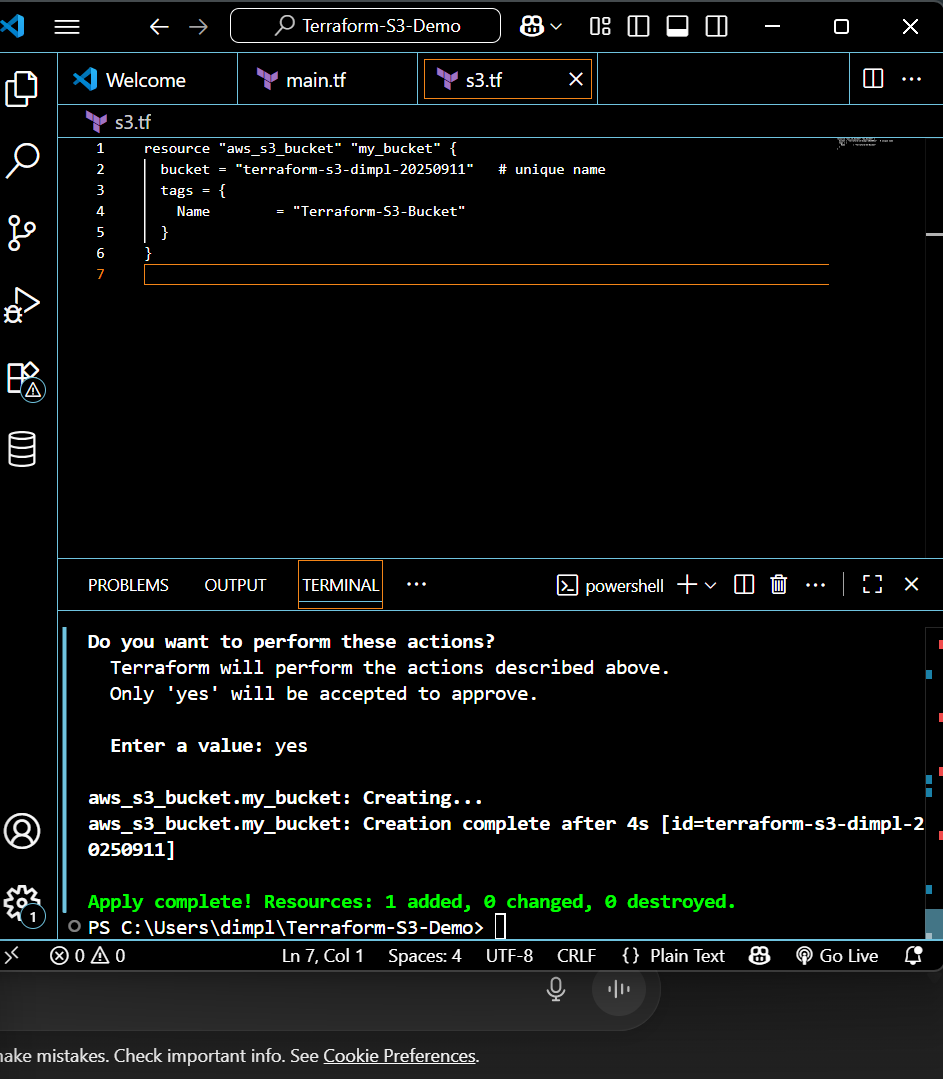 Terraform-S3-Demo
Welcome
main.tf
s3.tf
s3.tf
1 resource "aws_s3_bucket" "my_bucket" {
2 bucket = "terraform-s3-dimpl-20250911" # unique name
3 tags = {
4 Name = "Terraform-S3-Bucket"
5 }
6 }
7
PROBLEMS OUTPUT TERMINAL powershell
Do you want to perform these actions?
Terraform will perform the actions described above.
Only 'yes' will be accepted to approve.
Enter a value: yes
aws_s3_bucket.my_bucket: Creating...
aws_s3_bucket.my_bucket: Creation complete after 4s [id=terraform-s3-dimpl-2
0250911]
Apply complete! Resources: 1 added, 0 changed, 0 destroyed.
PS C:\Users\dimpl\Terraform-S3-Demo>
1
0 0 Ln 7, Col 1 Spaces: 4 UTF-8 CRLF {} Plain Text Go Live
make mistakes. Check important info. See Cookie Preferences.